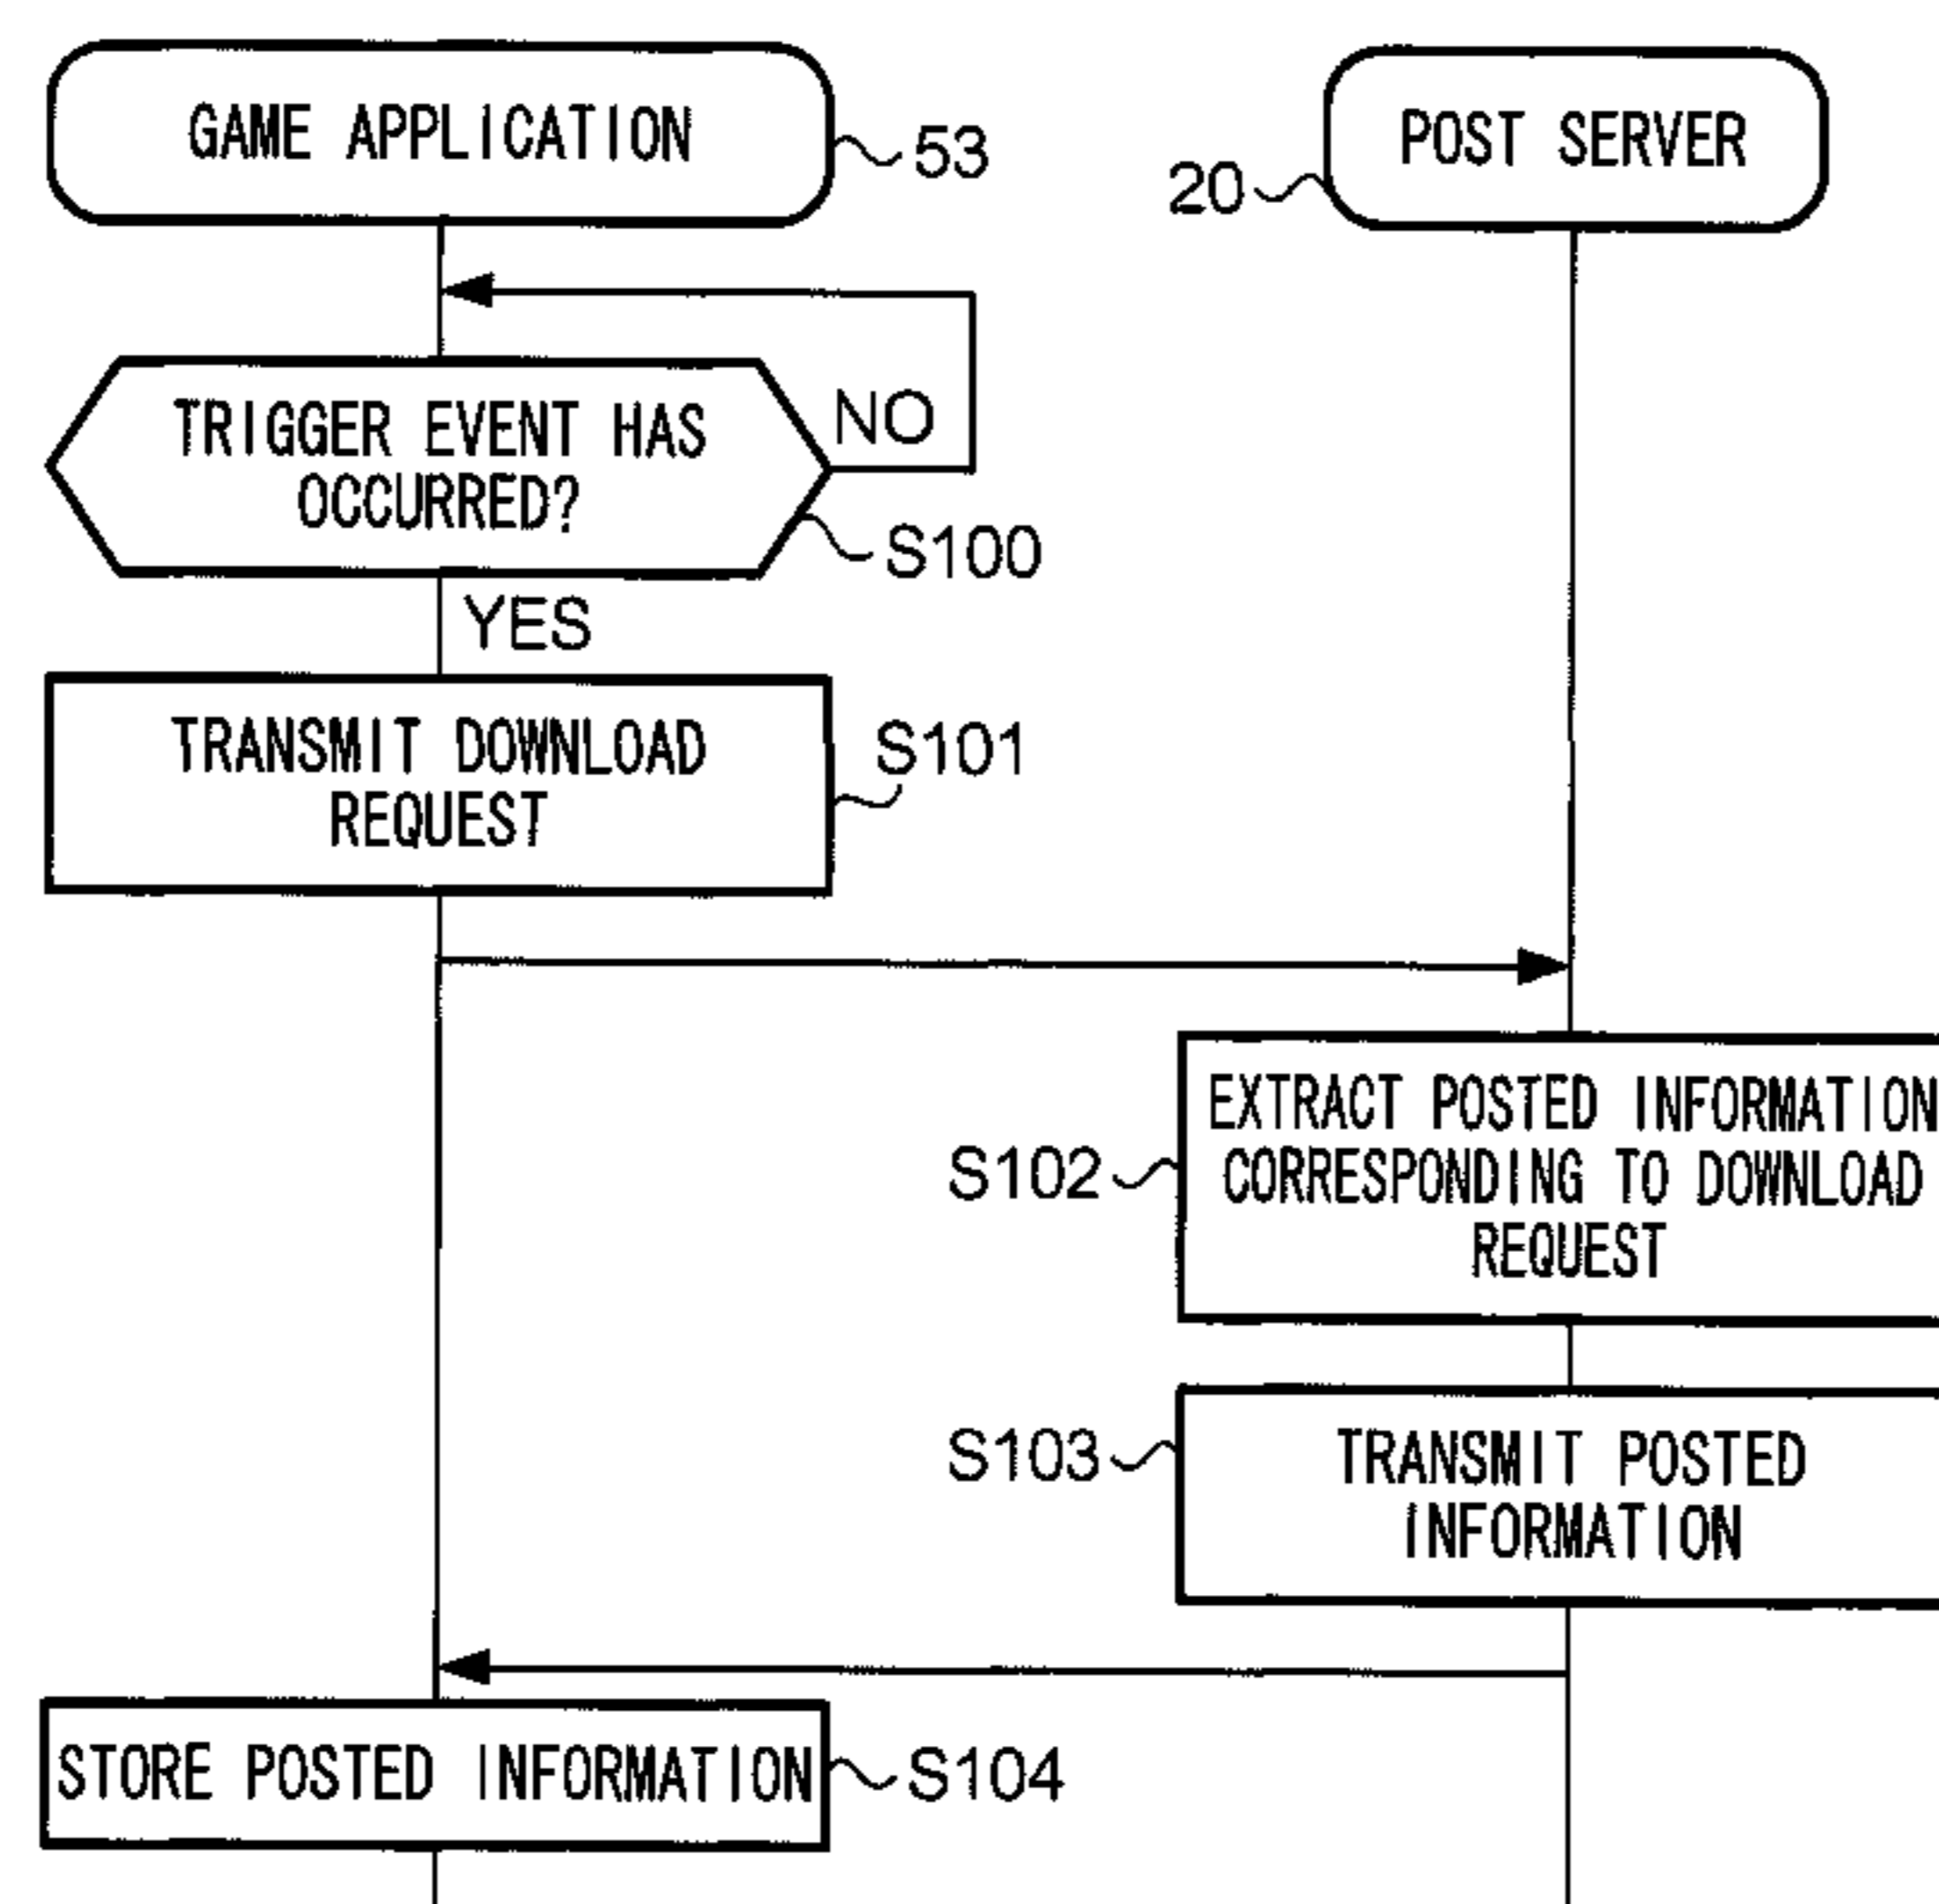 GAME APPLICATION
53
POST SERVER
20
TRIGGER EVENT HAS
OCCURRED?
NO
S100
YES
TRANSMIT DOWNLOAD
REQUEST
S101
EXTRACT POSTED INFORMATION
CORRESPONDING TO DOWNLOAD
REQUEST
S102
TRANSMIT POSTED
INFORMATION
S103
STORE POSTED INFORMATION
S104